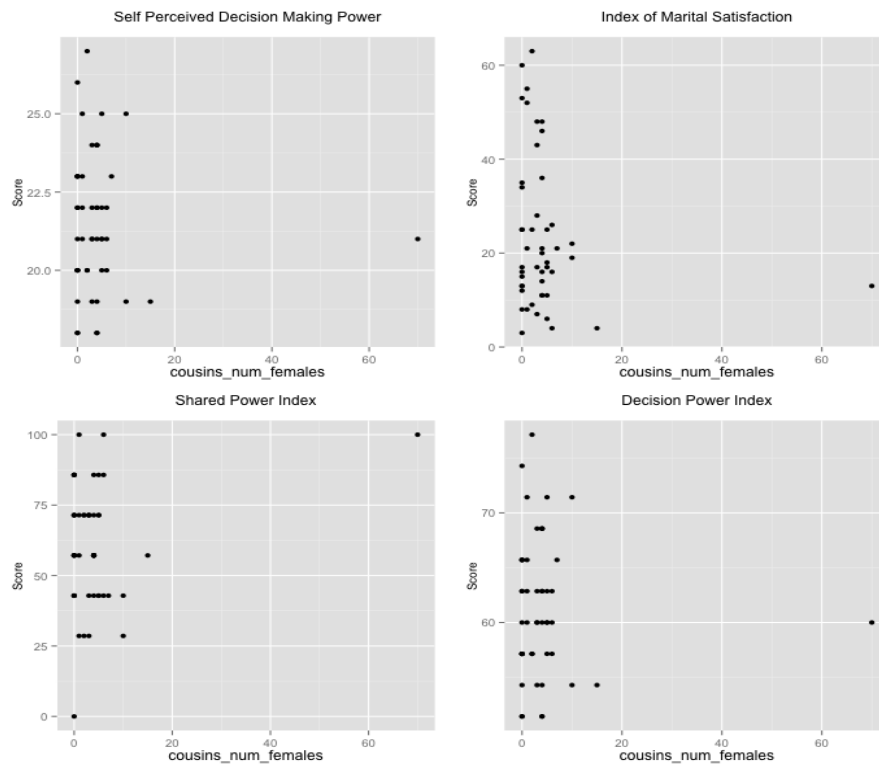 Self Perceived Decision Making Power
25.0
22.5
20.0
Score
0 20 40 60
cousins_num_females
Index of Marital Satisfaction
60
40
20
0
Score
0 20 40 60
cousins_num_females
Shared Power Index
100
75
50
25
0
Score
0 20 40 60
cousins_num_females
Decision Power Index
70
60
Score
0 20 40 60
cousins_num_females